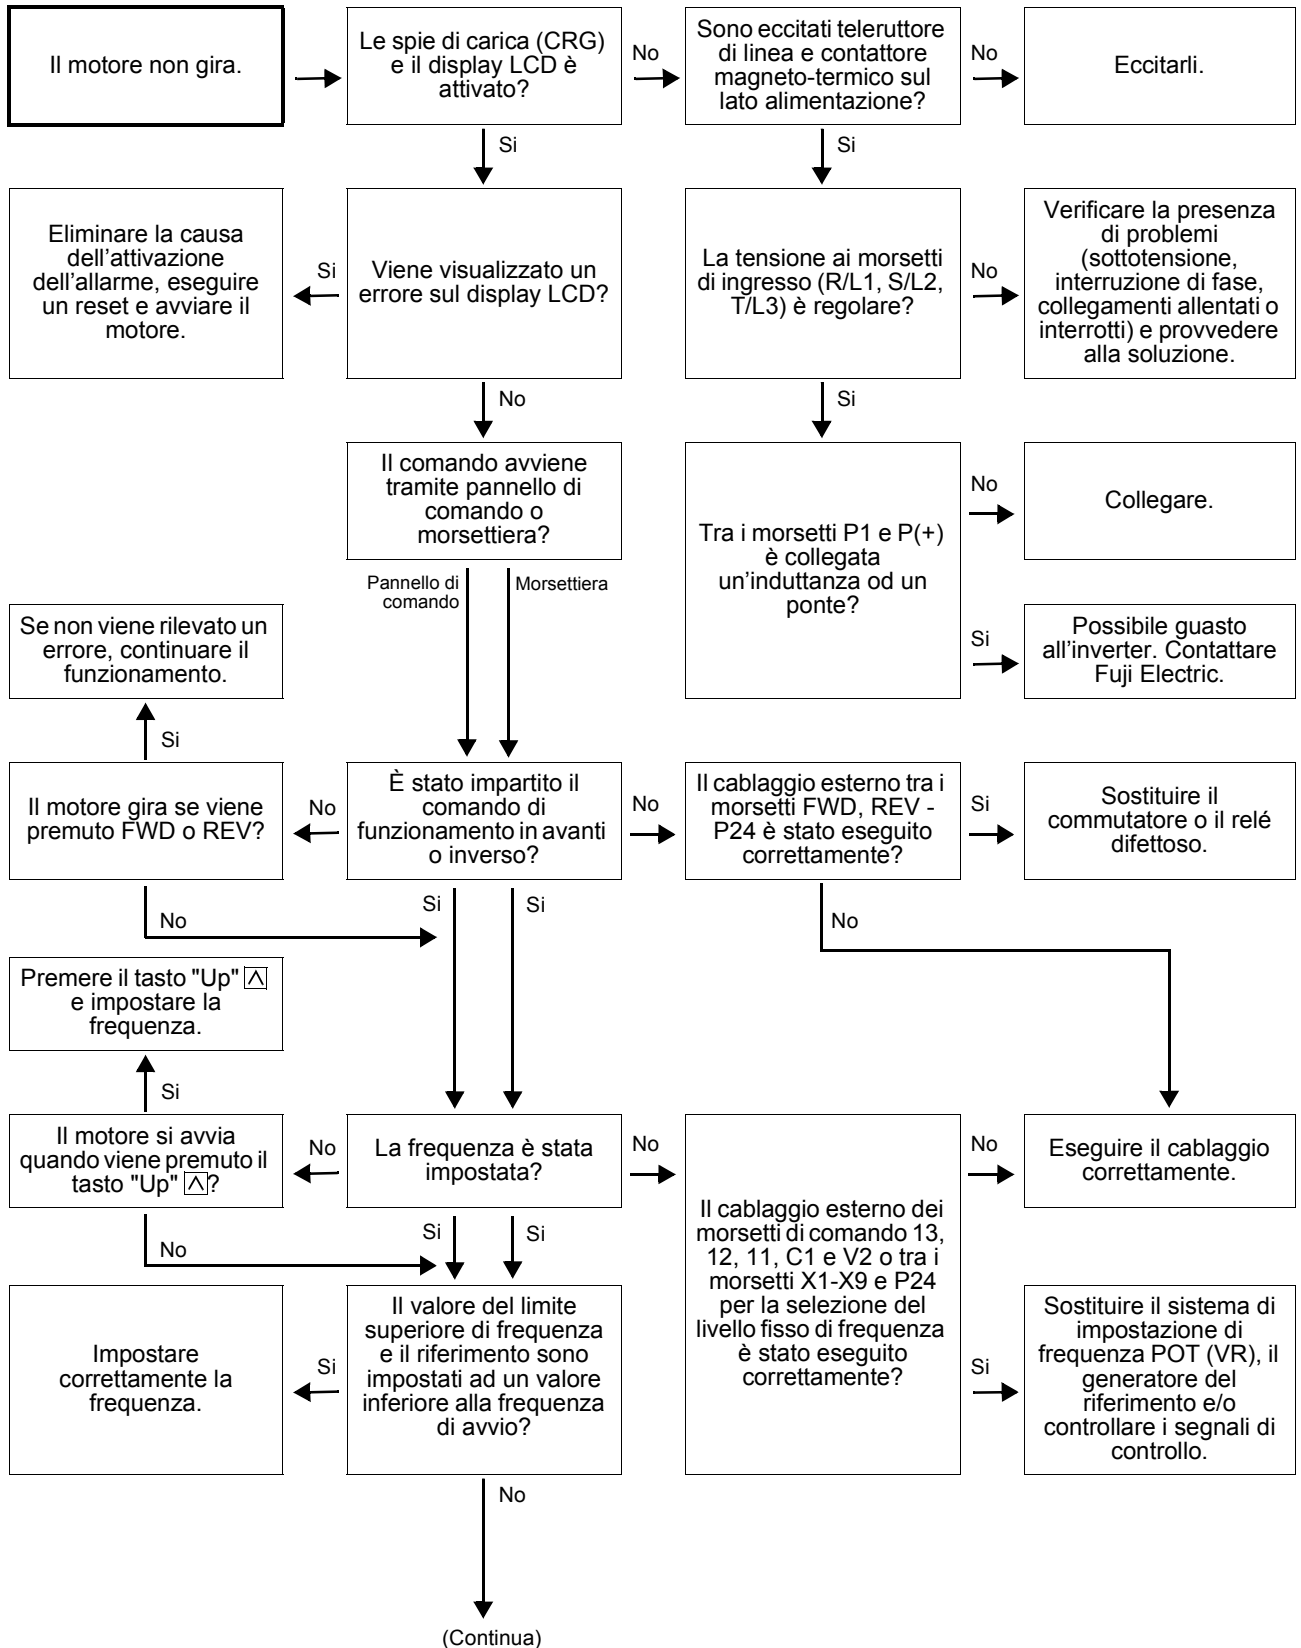 Il motore non gira.
Le spie di carica (CRG)
e il display LCD è
attivato?
No
Sono eccitati teleruttore
di linea e contattore
magneto-termico sul
lato alimentazione?
No
Eccitarli.
Si
Si
Eliminare la causa
dell'attivazione
dell'allarme, eseguire
un reset e avviare il
motore.
Si
Viene visualizzato un
errore sul display LCD?
La tensione ai morsetti
di ingresso (R/L1, S/L2,
T/L3) è regolare?
No
Verificare la presenza
di problemi
(sottotensione,
interruzione di fase,
collegamenti allentati o
interrotti) e provvedere
alla soluzione.
No
Si
Il comando avviene
tramite pannello di
comando o
morsettiera?
Tra i morsetti P1 e P(+)
è collegata
un'induttanza od un
ponte?
No
Collegare.
Pannello di
comando
Morsettiera
Si
Possibile guasto
all'inverter. Contattare
Fuji Electric.
Se non viene rilevato un
errore, continuare il
funzionamento.
Si
Il motore gira se viene
premuto FWD o REV?
No
È stato impartito il
comando di
funzionamento in avanti
o inverso?
No
Il cablaggio esterno tra i
morsetti FWD, REV -
P24 è stato eseguito
correttamente?
Si
Sostituire il
commutatore o il relé
difettoso.
No
Si
Si
No
Premere il tasto "Up" ∧
e impostare la
frequenza.
Si
Il motore si avvia
quando viene premuto il
tasto "Up" ∧?
No
La frequenza è stata
impostata?
No
Il cablaggio esterno dei
morsetti di comando 13,
12, 11, C1 e V2 o tra i
morsetti X1-X9 e P24
per la selezione del
livello fisso di frequenza
è stato eseguito
correttamente?
No
Eseguire il cablaggio
correttamente.
No
Si
Si
Impostare
correttamente la
frequenza.
Si
Il valore del limite
superiore di frequenza
e il riferimento sono
impostati ad un valore
inferiore alla frequenza
di avvio?
Si
Sostituire il sistema di
impostazione di
frequenza POT (VR), il
generatore del
riferimento e/o
controllare i segnali di
controllo.
No
(Continua)